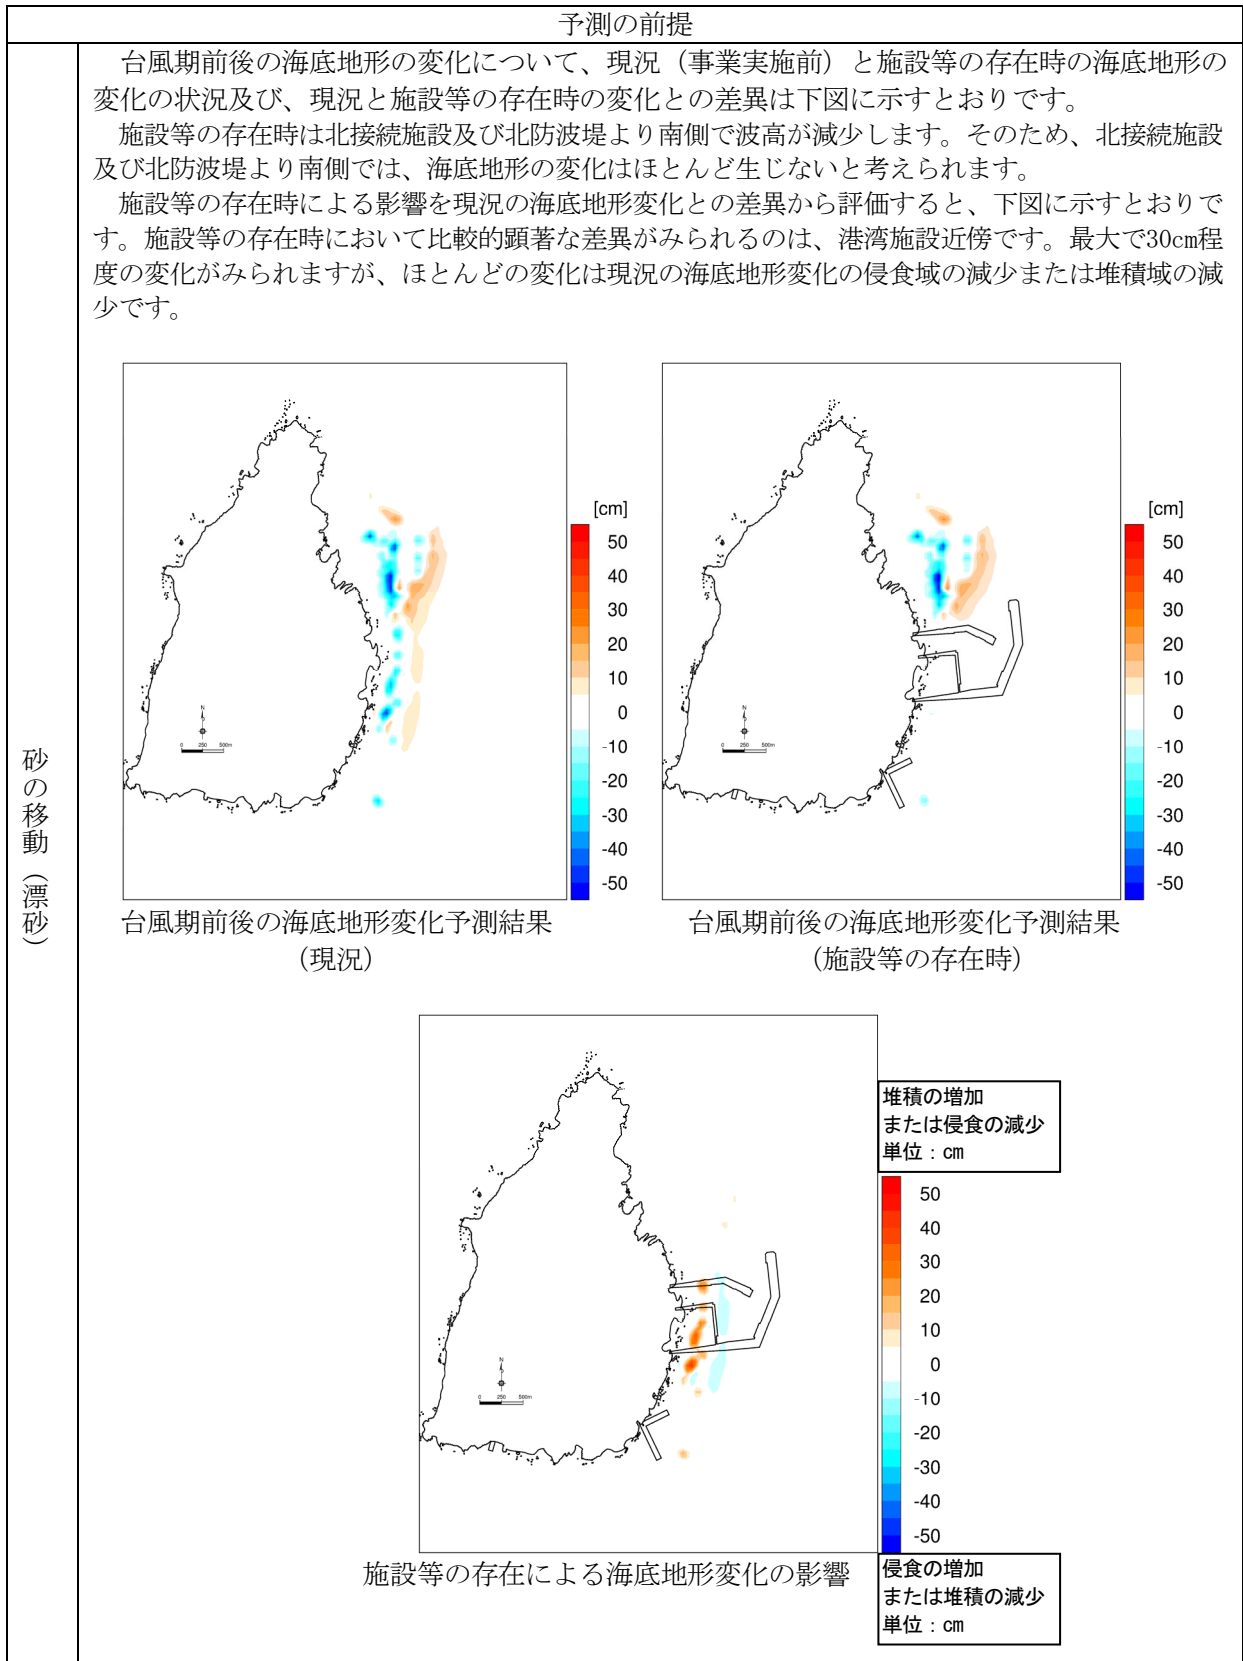 予測の前提
砂の移動（漂砂）
台風期前後の海底地形の変化について、現況（事業実施前）と施設等の存在時の海底地形の
変化の状況及び、現況と施設等の存在時の変化との差異は下図に示すとおりです。
施設等の存在時は北接続施設及び北防波堤より南側で波高が減少します。そのため、北接続施設
及び北防波堤より南側では、海底地形の変化はほとんど生じないと考えられます。
施設等の存在時による影響を現況の海底地形変化との差異から評価すると、下図に示すとおりで
す。施設等の存在時において比較的顕著な差異がみられるのは、港湾施設近傍です。最大で30cm程
度の変化がみられますが、ほとんどの変化は現況の海底地形変化の侵食域の減少または堆積域の減
少です。
[cm]
50
40
30
20
10
0
-10
-20
-30
-40
-50
N
0 250 500m
台風期前後の海底地形変化予測結果
（現況）
[cm]
50
40
30
20
10
0
-10
-20
-30
-40
-50
N
0 250 500m
台風期前後の海底地形変化予測結果
（施設等の存在時）
堆積の増加
または侵食の減少
単位：cm
50
40
30
20
10
0
-10
-20
-30
-40
-50
N
0 250 500m
施設等の存在による海底地形変化の影響
侵食の増加
または堆積の減少
単位：cm